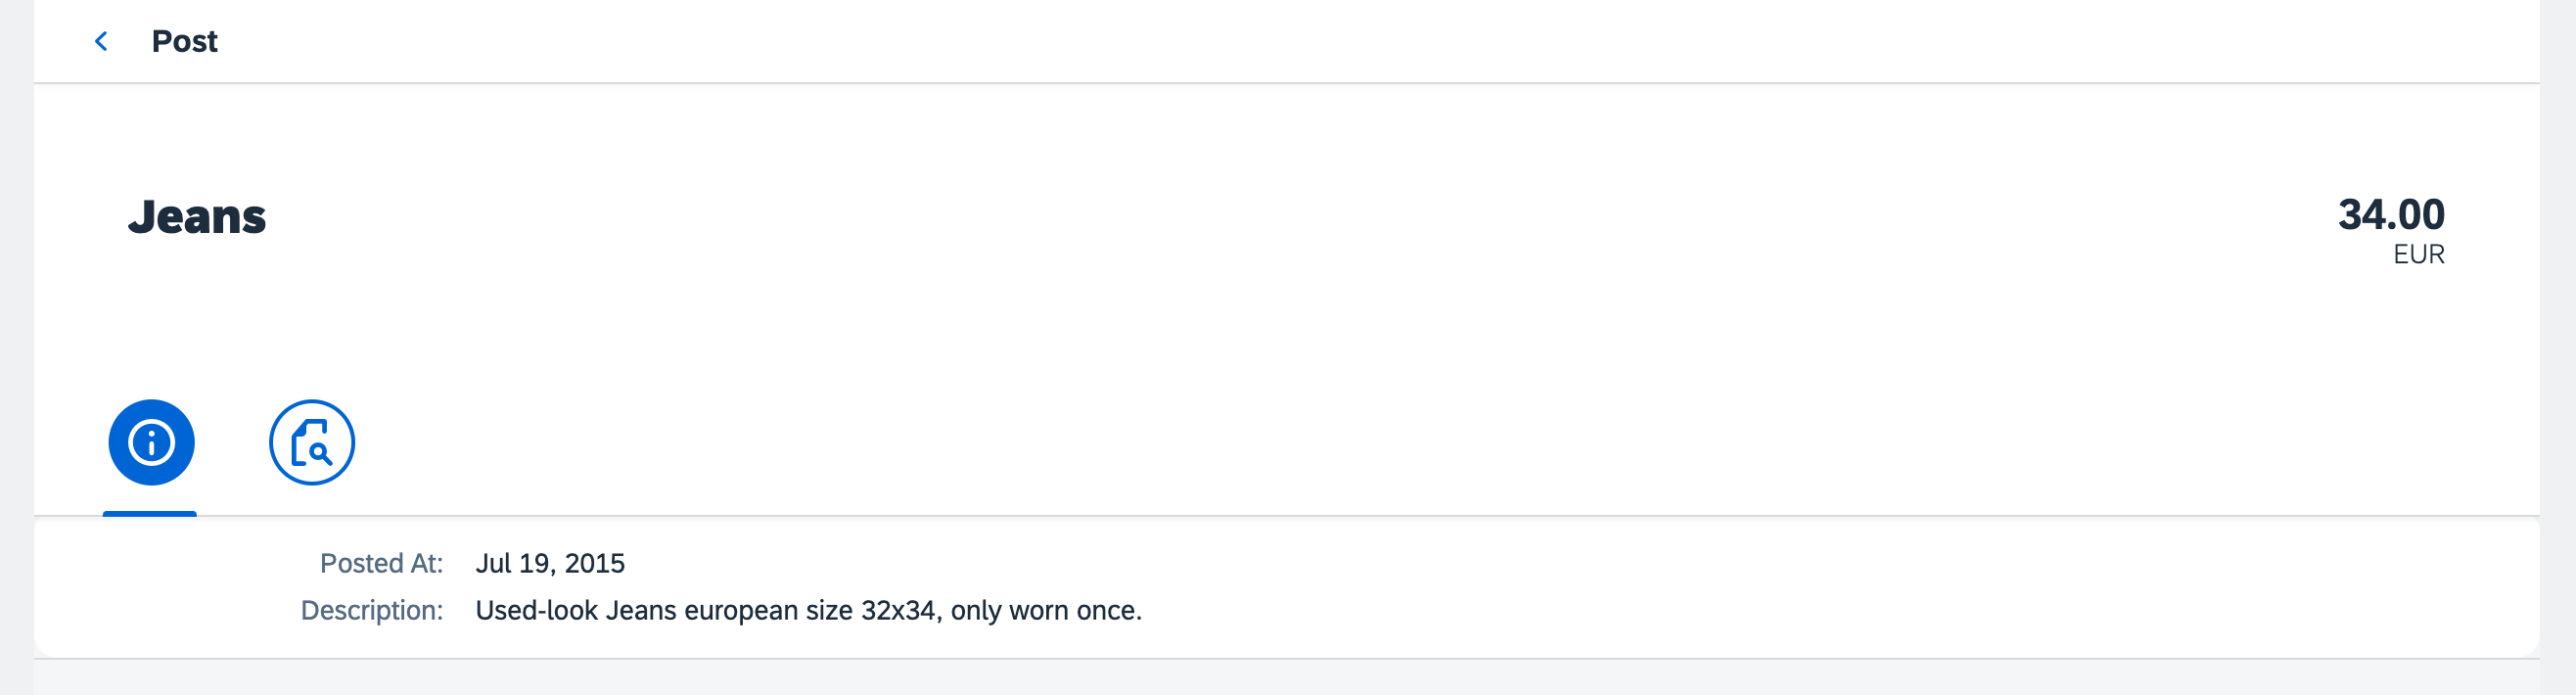 Post
Jeans
34.00
EUR
Posted At: Jul 19, 2015
Description: Used-look Jeans european size 32x34, only worn once.